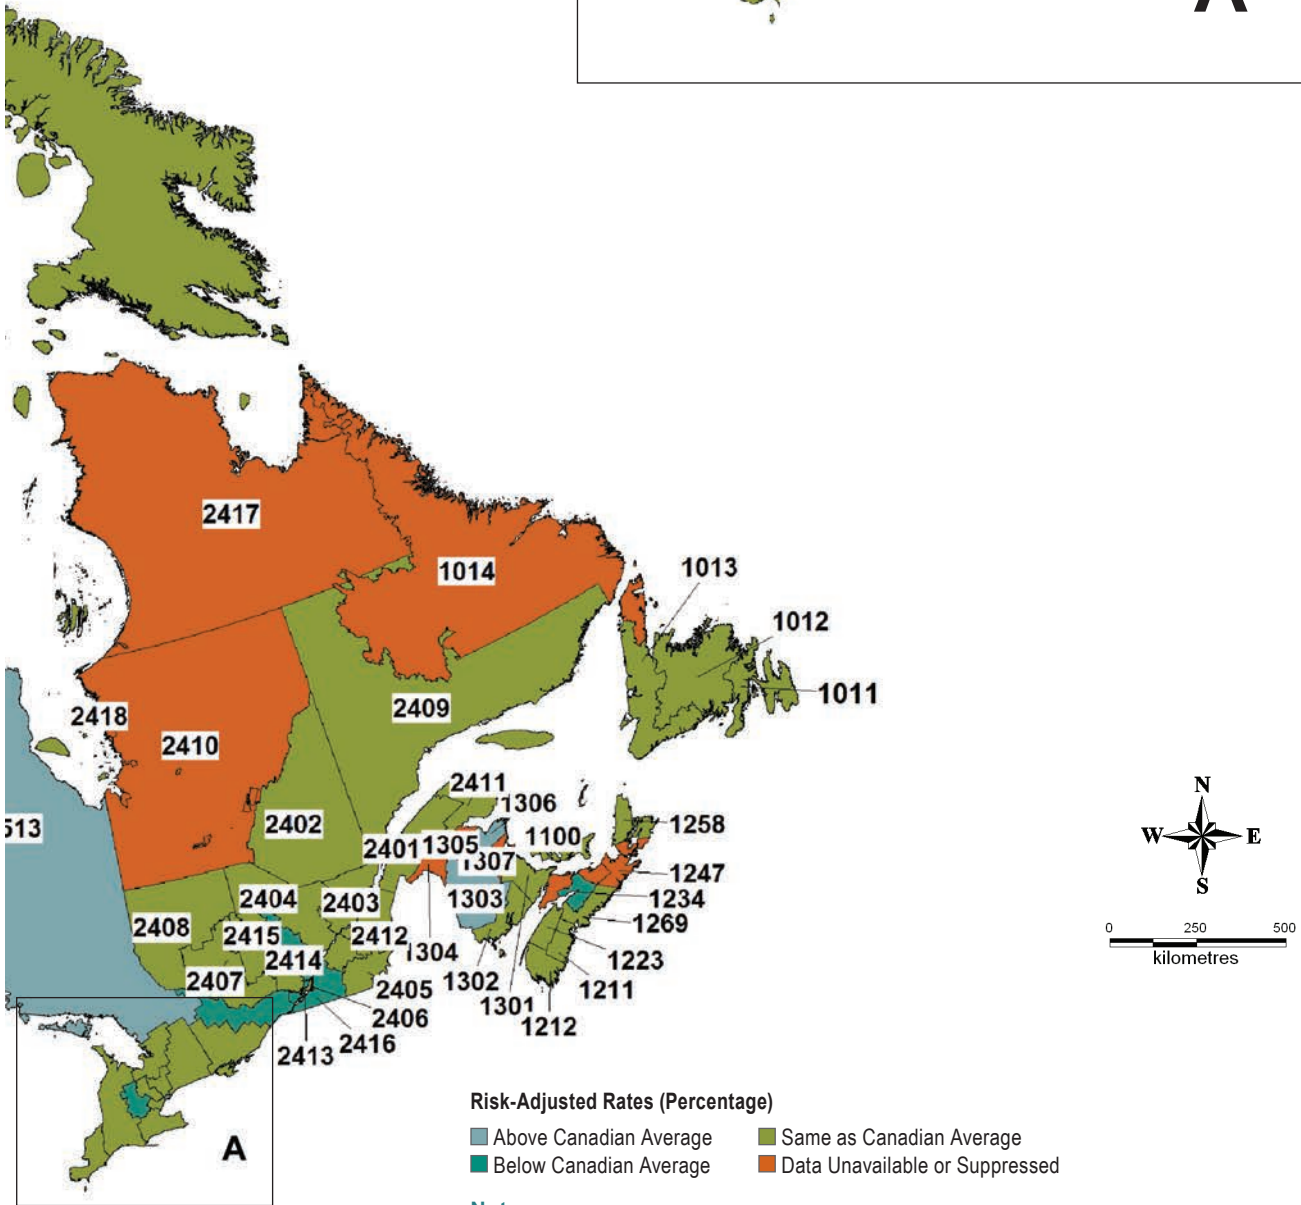 A
2417
1014
1013
1012
1011
2418
2409
2410
2411
1306
513
2402
1258
2401
1305
1100
1307
1247
2404
2403
1303
1234
2408
1269
2415
2412
1304
2414
1223
2407
1302
1211
2405
1301
2406
1212
2413
2416
N
W
E
S
0 250 500
kilometres
A
Risk-Adjusted Rates (Percentage)
Above Canadian Average
Same as Canadian Average
Below Canadian Average
Data Unavailable or Suppressed